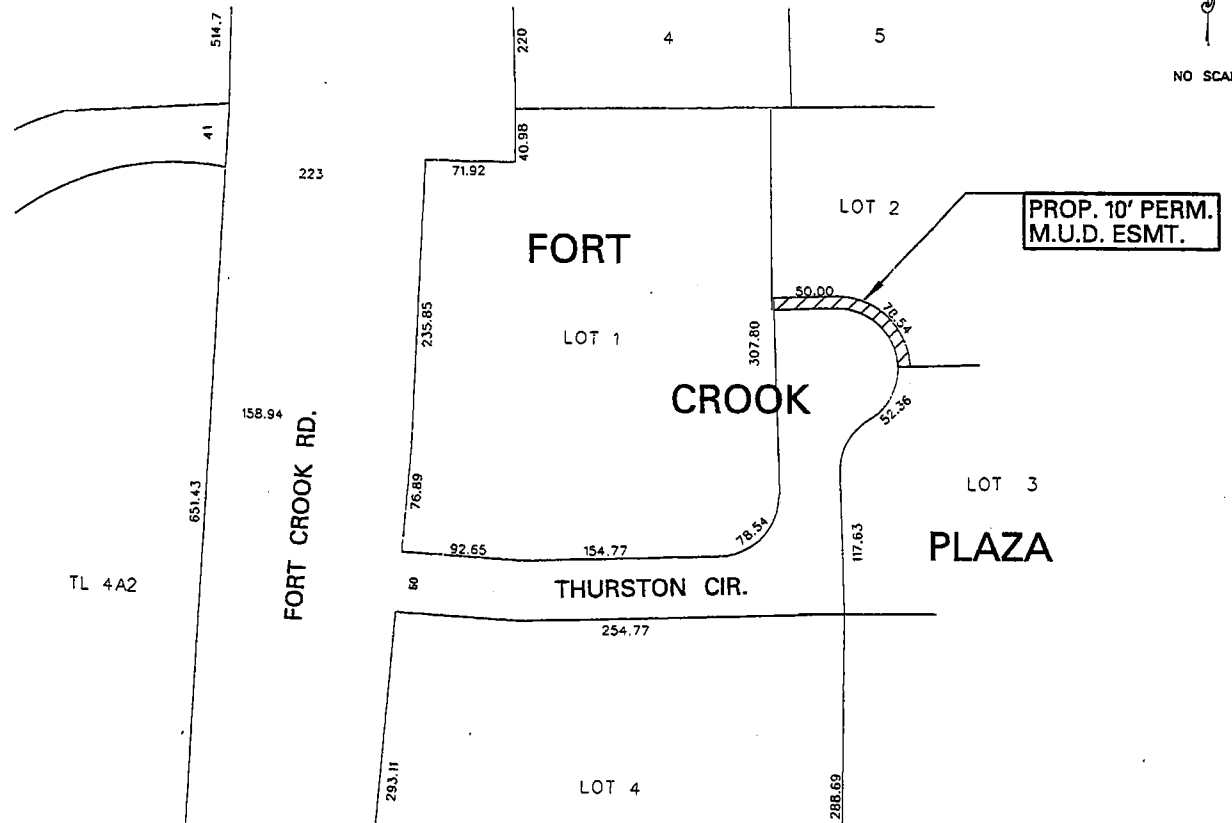 514.7
220
4
5
NO SCA
41
40.98
223
71.92
LOT 2
PROP. 10' PERM.
M.U.D. ESMT.
FORT
50.00
78.54
235.85
LOT 1
307.80
CROOK
158.94
52.36
FORT CROOK RD.
76.89
651.43
LOT 3
78.54
117.63
PLAZA
92.65
154.77
TL 4A2
50
THURSTON CIR.
254.77
293.11
LOT 4
288.69